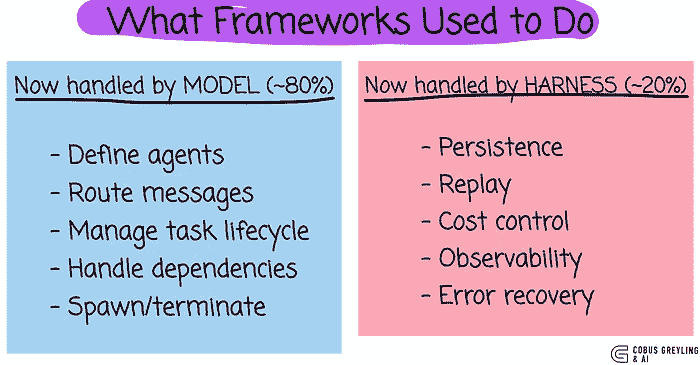 What Frameworks Used to Do
Now handled by MODEL (~80%)
- Define agents
- Route messages
- Manage task lifecycle
- Handle dependencies
- Spawn/terminate
Now handled by HARNESS (~20%)
- Persistence
- Replay
- Cost control
- Observability
- Error recovery
COBUS GREYLING
& AI